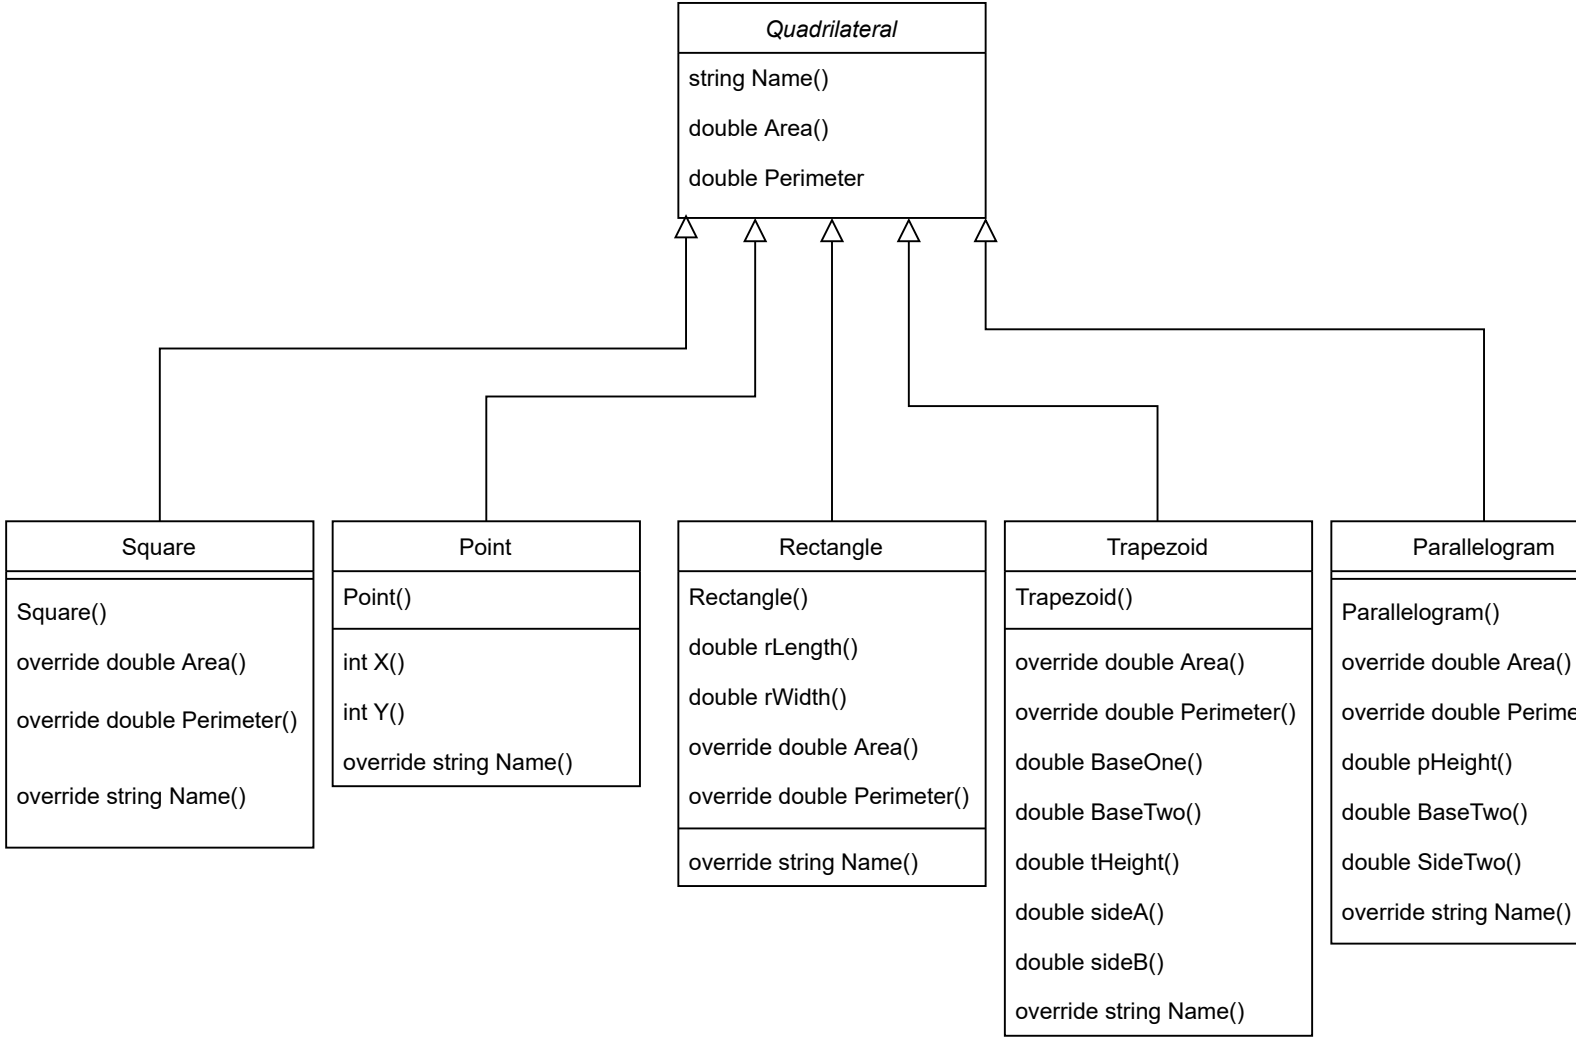 Quadrilateral
string Name()
double Area()
double Perimeter
Square
Square()
override double Area()
override double Perimeter()
override string Name()
Point
Point()
int X()
int Y()
override string Name()
Rectangle
Rectangle()
double rLength()
double rWidth()
override double Area()
override double Perimeter()
override string Name()
Trapezoid
Trapezoid()
override double Area()
override double Perimeter()
double BaseOne()
double BaseTwo()
double tHeight()
double sideA()
double sideB()
override string Name()
Parallelogram
Parallelogram()
override double Area()
override double Perime
double pHeight()
double BaseTwo()
double SideTwo()
override string Name()